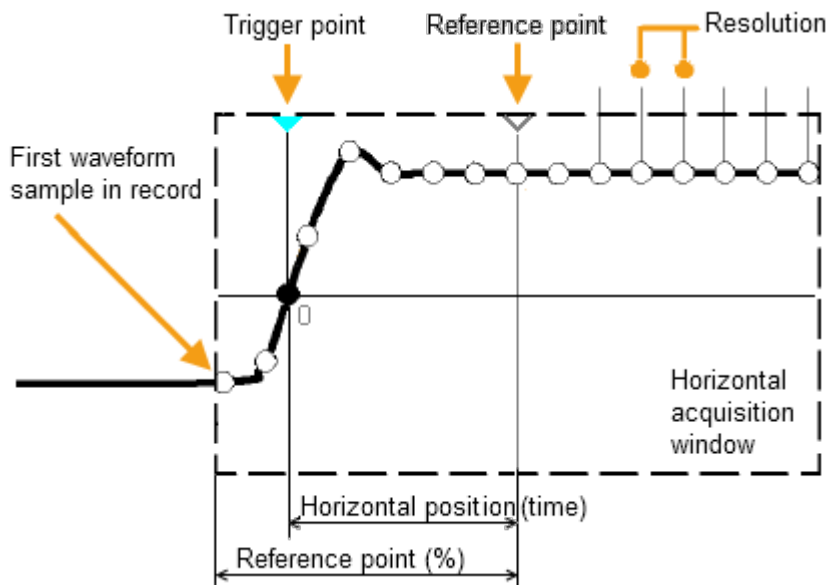 Trigger point
Reference point
Resolution
First waveform
sample in record
0
Horizontal
acquisition
window
Horizontal position (time)
Reference point (%)